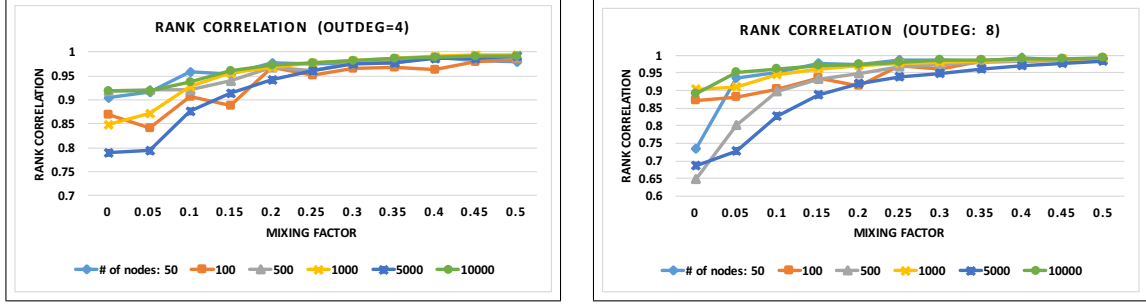 RANK CORRELATION (OUTDEG=4)
RANK CORRELATION
1
0.95
0.9
0.85
0.8
0.75
0.7
0 0.05 0.1 0.15 0.2 0.25 0.3 0.35 0.4 0.45 0.5
MIXING FACTOR
# of nodes: 50 100 500 1000 5000 10000
RANK CORRELATION (OUTDEG: 8)
RANK CORRELATION
1
0.95
0.9
0.85
0.8
0.75
0.7
0.65
0.6
0 0.05 0.1 0.15 0.2 0.25 0.3 0.35 0.4 0.45 0.5
MIXING FACTOR
# of nodes: 50 100 500 1000 5000 10000